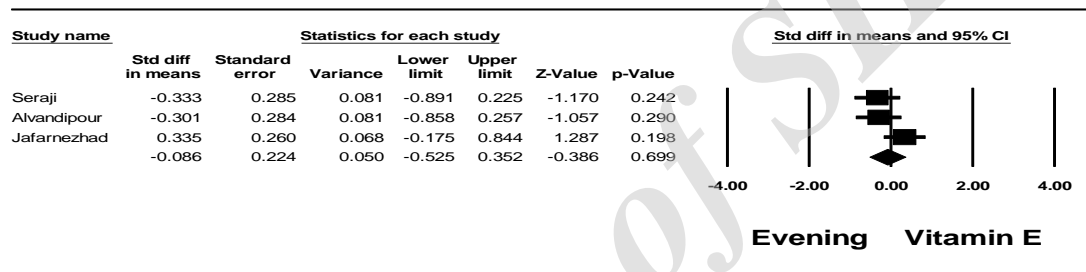 Study name Statistics for each study Std diff in means and 95% CI
Std diff in means Standard error Variance Lower limit Upper limit Z-Value p-Value
Seraji -0.333 0.285 0.081 -0.891 0.225 -1.170 0.242
Alvandipour -0.301 0.284 0.081 -0.858 0.257 -1.057 0.290
Jafarnezhad 0.335 0.260 0.068 -0.175 0.844 1.287 0.198
-0.086 0.224 0.050 -0.525 0.352 -0.386 0.699
-4.00 -2.00 0.00 2.00 4.00
Evening Vitamin E
of